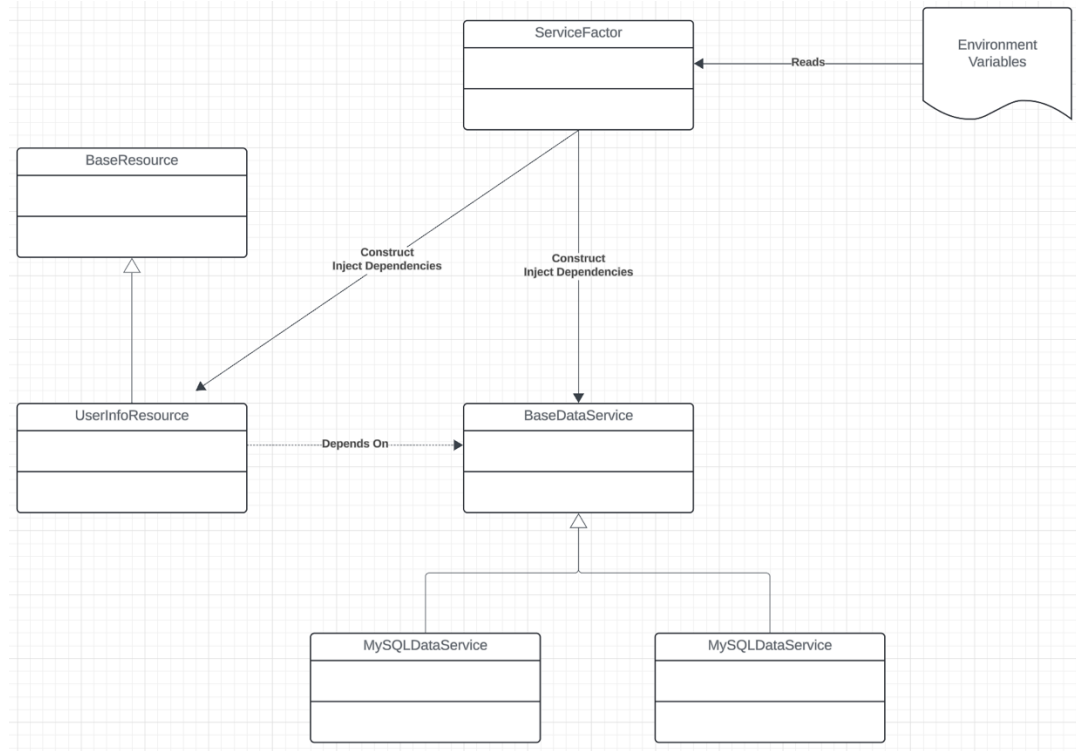 ServiceFactor
Environment
Variables
Reads
BaseResource
Construct
Inject Dependencies
Construct
Inject Dependencies
UserInfoResource
BaseDataService
Depends On
MySQLDataService
MySQLDataService